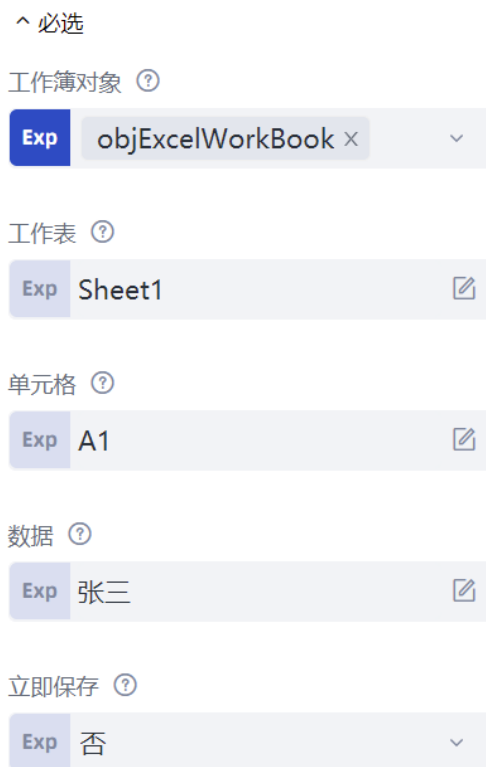 必选
工作簿对象
Exp objExcelWorkBook ×
工作表
Exp Sheet1
单元格
Exp A1
数据
Exp 张三
立即保存
Exp 否